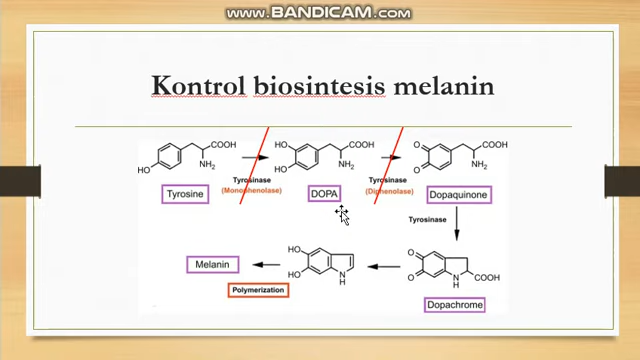 www.BANDICAM.com
Kontrol biosintesis melanin
COOH
NH2
HO
Tyrosinase
(Monophenolase)
Tyrosine
HO
HO
COOH
NH2
DOPA
Tyrosinase
(Diphenolase)
O
O
COOH
NH2
Dopaquinone
Tyrosinase
Melanin
Polymerization
HO
HO
N
H
O
O
N
H
COOH
Dopachrome